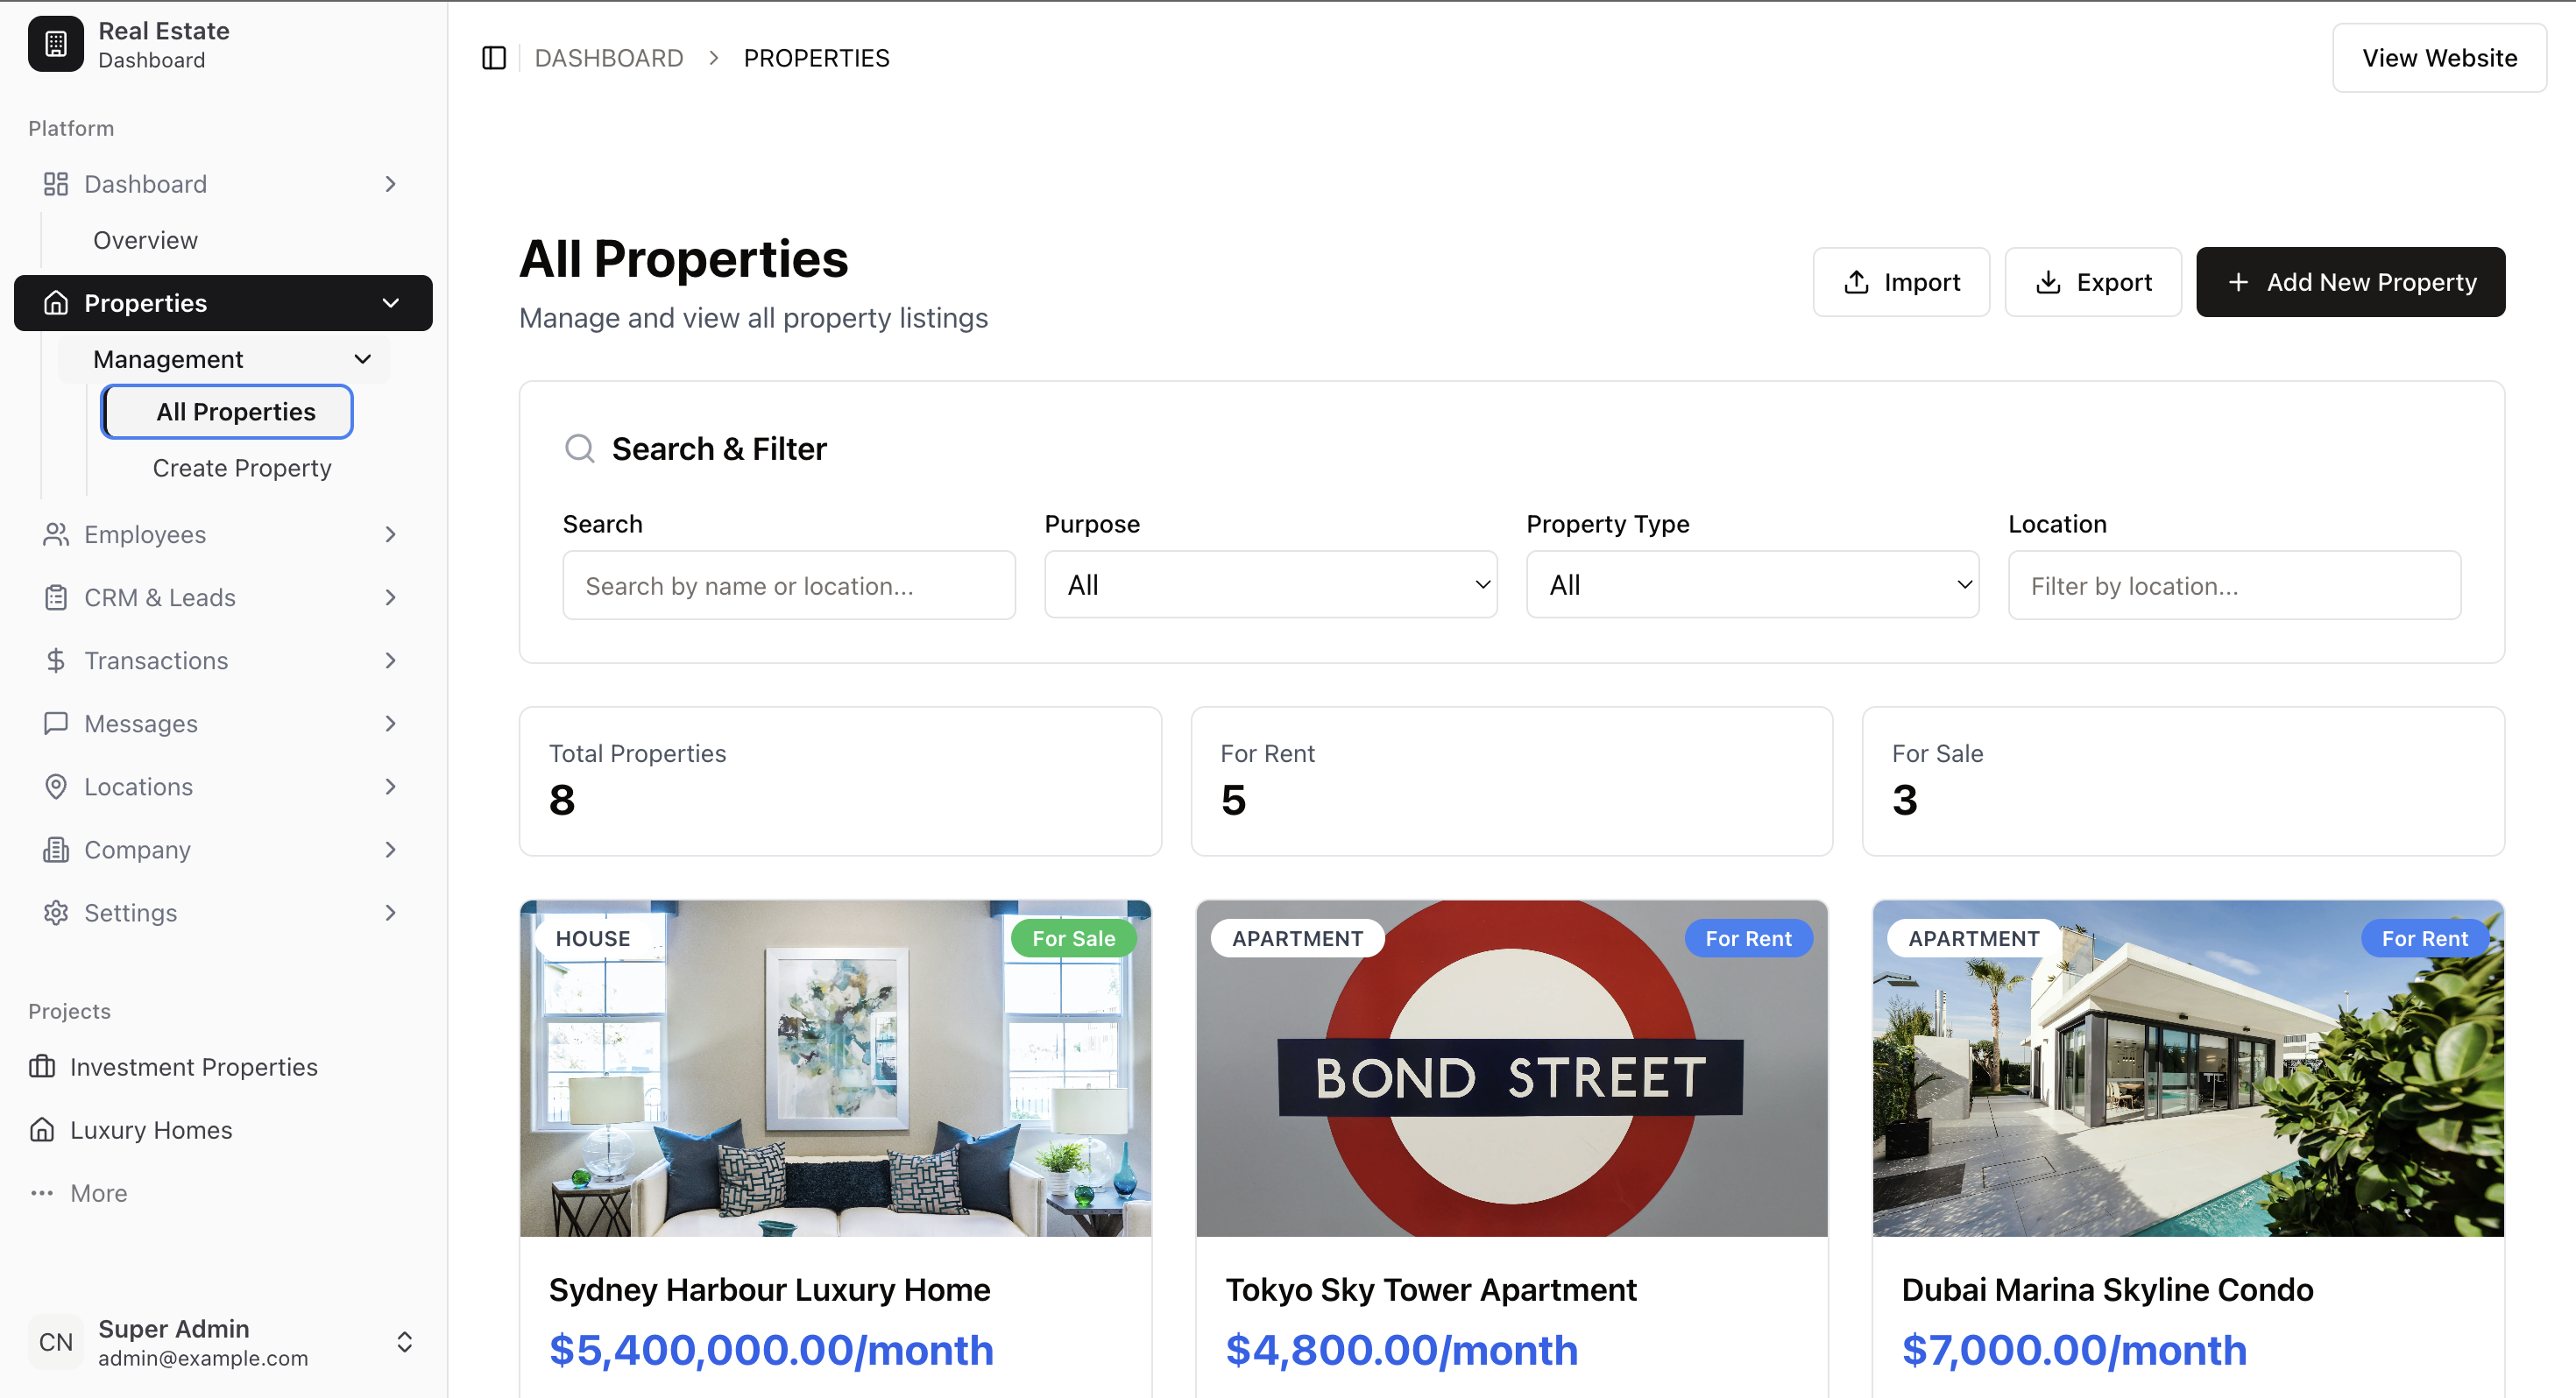 Real Estate
Dashboard
Platform
Dashboard
Overview
Properties
Management
All Properties
Create Property
Employees
CRM & Leads
Transactions
Messages
Locations
Company
Settings
Projects
Investment Properties
Luxury Homes
More
CN
Super Admin
admin@example.com
DASHBOARD > PROPERTIES
View Website
All Properties
Manage and view all property listings
Import
Export
+ Add New Property
Search & Filter
Search
Search by name or location...
Purpose
All
Property Type
All
Location
Filter by location...
Total Properties
8
For Rent
5
For Sale
3
HOUSE
For Sale
Sydney Harbour Luxury Home
$5,400,000.00/month
APARTMENT
For Rent
BOND STREET
Tokyo Sky Tower Apartment
$4,800.00/month
APARTMENT
For Rent
Dubai Marina Skyline Condo
$7,000.00/month